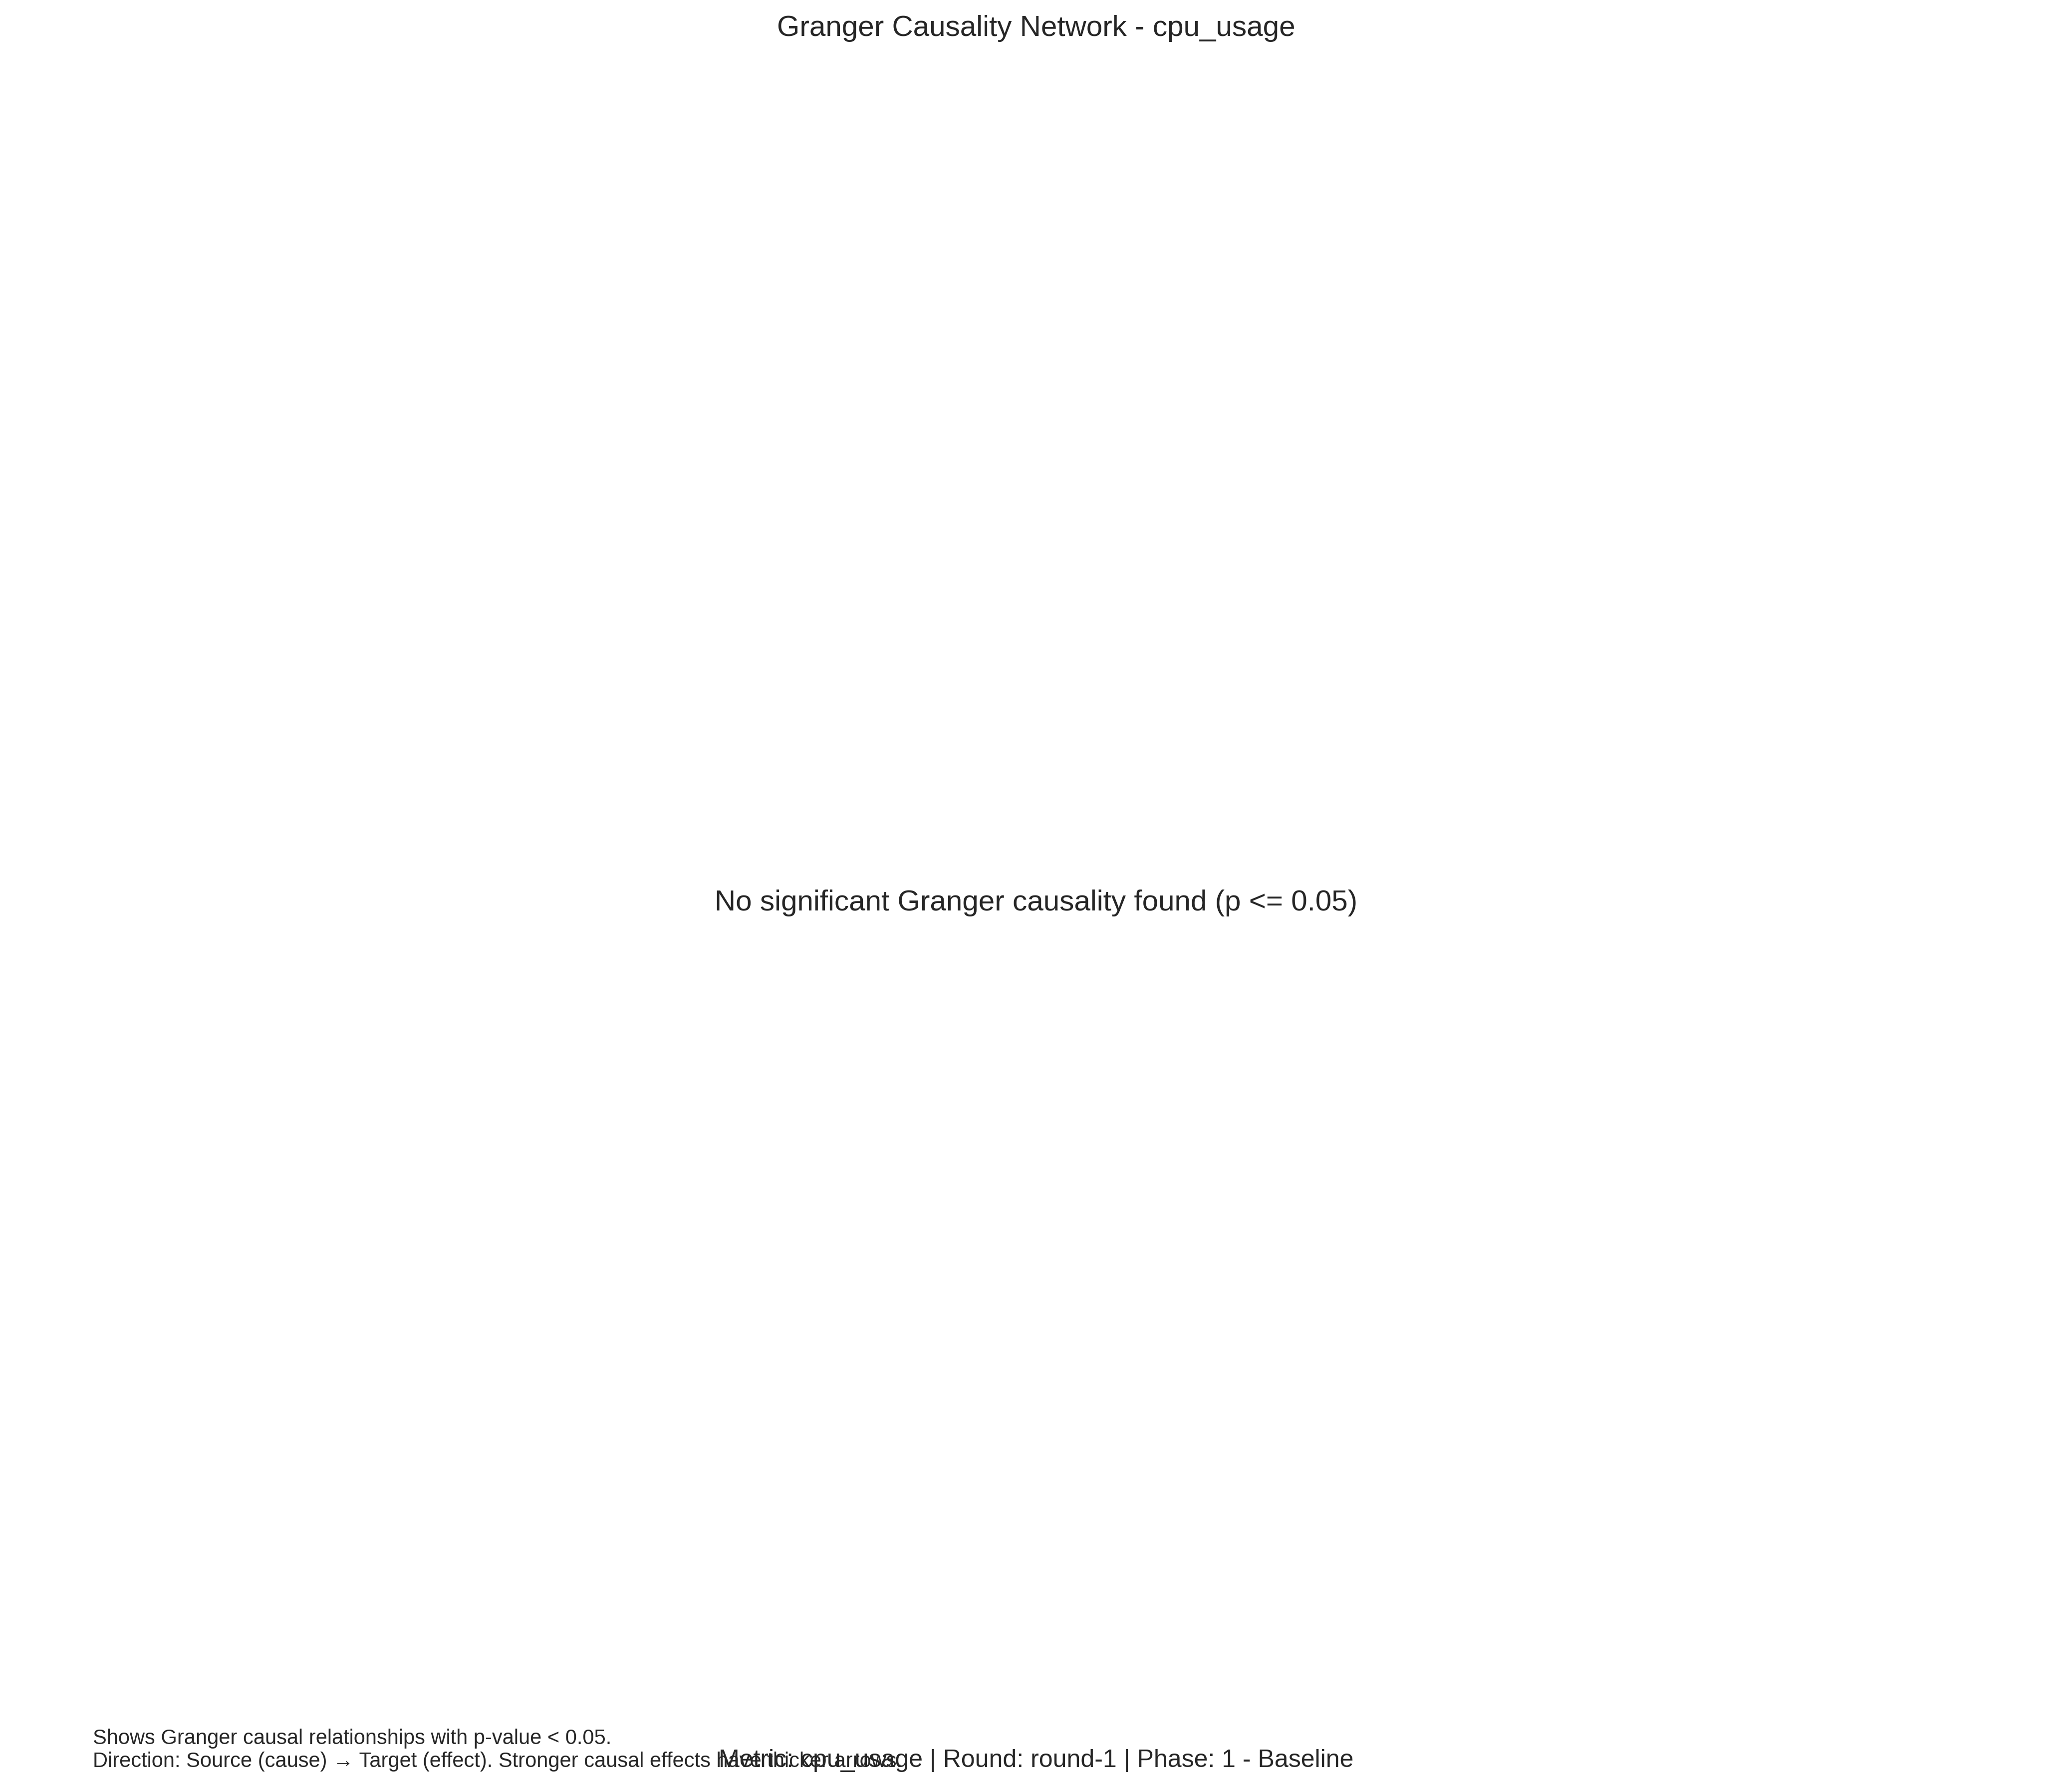 Granger Causality Network - cpu_usage
No significant Granger causality found (p <= 0.05)
Shows Granger causal relationships with p-value < 0.05.
Direction: Source (cause) → Target (effect). Stronger causal effects have thicker arrows.
Metric: cpu_usage | Round: round-1 | Phase: 1 - Baseline